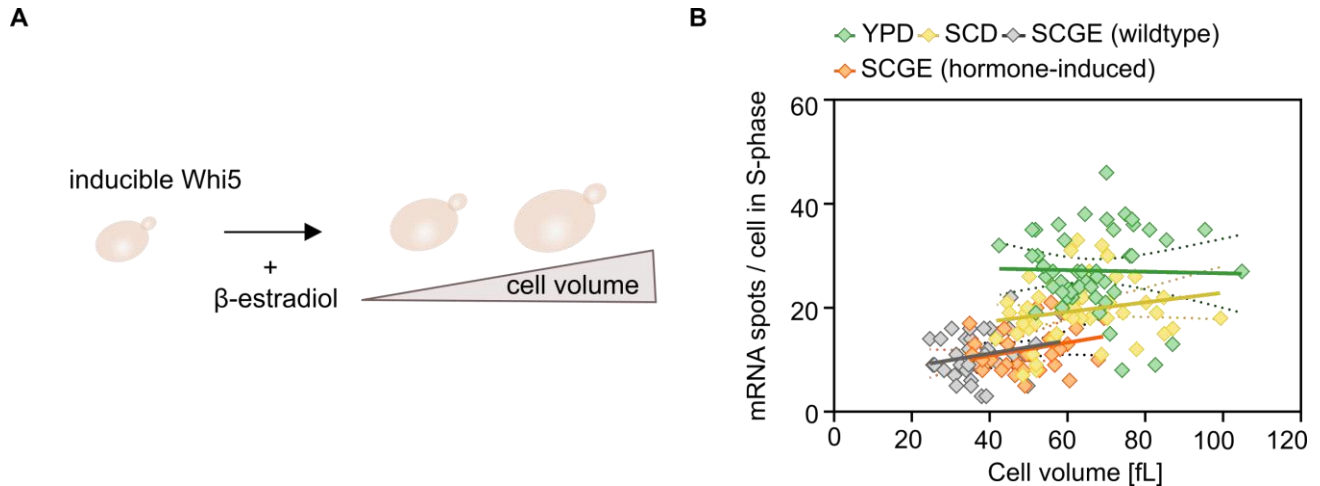 A
inducible Whi5
+
β-estradiol
cell volume
B
YPD SCD SCGE (wildtype)
SCGE (hormone-induced)
mRNA spots / cell in S-phase
60
40
20
0
0 20 40 60 80 100 120
Cell volume [fL]